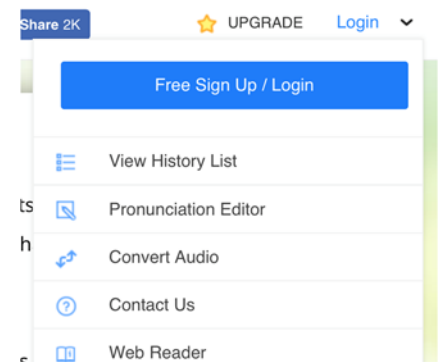 Share 2K
UPGRADE
Login
Free Sign Up / Login
View History List
ts
Pronunciation Editor
h
Convert Audio
Contact Us
Web Reader